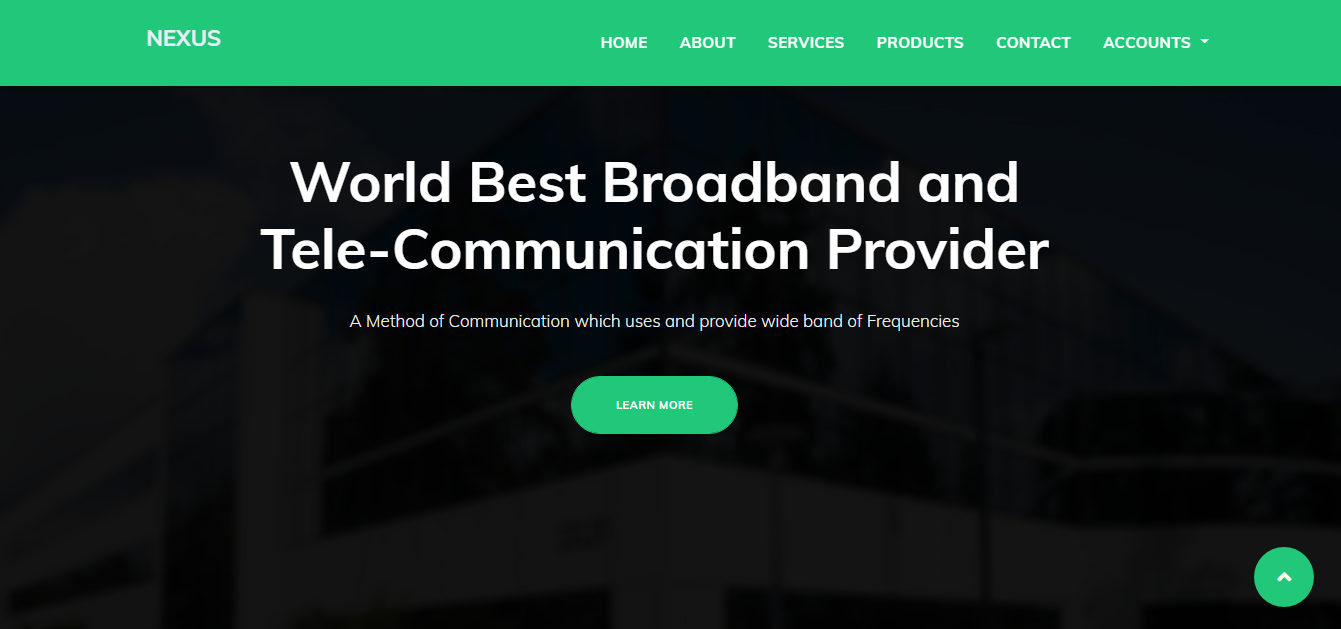 NEXUS
HOME ABOUT SERVICES PRODUCTS CONTACT ACCOUNTS
World Best Broadband and
Tele-Communication Provider
A Method of Communication which uses and provide wide band of Frequencies
LEARN MORE